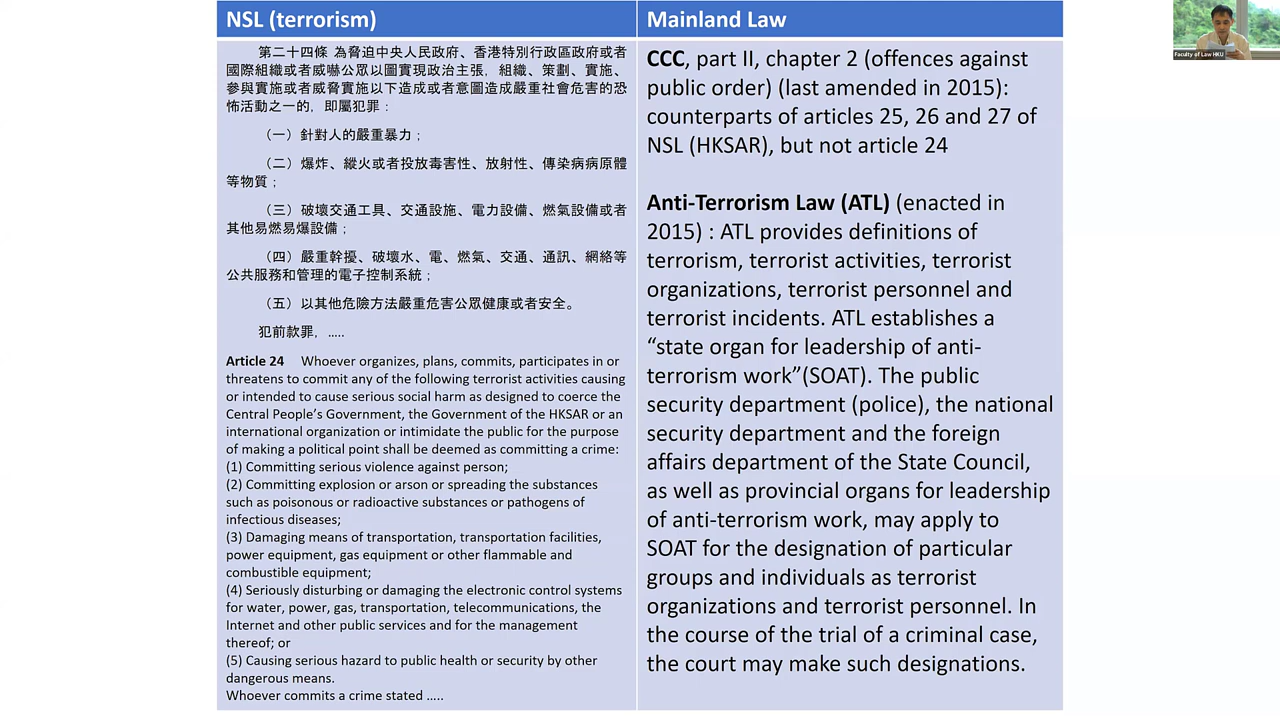 NSL (terrorism)
第二十四條 為脅迫中央人民政府、香港特別行政區政府或者
國際組織或者威嚇公眾以圖實現政治主張，組織、策劃、實施、
參與實施或者威脅實施以下造成或者意圖造成嚴重社會危害的恐
怖活動之一的，即屬犯罪：
（一）針對人的嚴重暴力；
（二）爆炸、縱火或者投放毒害性、放射性、傳染病病原體
等物質；
（三）破壞交通工具、交通設施、電力設備、燃氣設備或者
其他易燃易爆設備；
（四）嚴重幹擾、破壞水、電、燃氣、交通、通訊、網絡等
公共服務和管理的電子控制系統；
（五）以其他危險方法嚴重危害公眾健康或者安全。
犯前款罪，…..
Article 24 Whoever organizes, plans, commits, participates in or
threatens to commit any of the following terrorist activities causing
or intended to cause serious social harm as designed to coerce the
Central People’s Government, the Government of the HKSAR or an
international organization or intimidate the public for the purpose
of making a political point shall be deemed as committing a crime:
(1) Committing serious violence against person;
(2) Committing explosion or arson or spreading the substances
such as poisonous or radioactive substances or pathogens of
infectious diseases;
(3) Damaging means of transportation, transportation facilities,
power equipment, gas equipment or other flammable and
combustible equipment;
(4) Seriously disturbing or damaging the electronic control systems
for water, power, gas, transportation, telecommunications, the
Internet and other public services and for the management
thereof; or
(5) Causing serious hazard to public health or security by other
dangerous means.
Whoever commits a crime stated …..
Mainland Law
CCC, part II, chapter 2 (offences against
public order) (last amended in 2015):
counterparts of articles 25, 26 and 27 of
NSL (HKSAR), but not article 24
Anti-Terrorism Law (ATL) (enacted in
2015) : ATL provides definitions of
terrorism, terrorist activities, terrorist
organizations, terrorist personnel and
terrorist incidents. ATL establishes a
“state organ for leadership of anti-
terrorism work”(SOAT). The public
security department (police), the national
security department and the foreign
affairs department of the State Council,
as well as provincial organs for leadership
of anti-terrorism work, may apply to
SOAT for the designation of particular
groups and individuals as terrorist
organizations and terrorist personnel. In
the course of the trial of a criminal case,
the court may make such designations.
Faculty of Law HKU